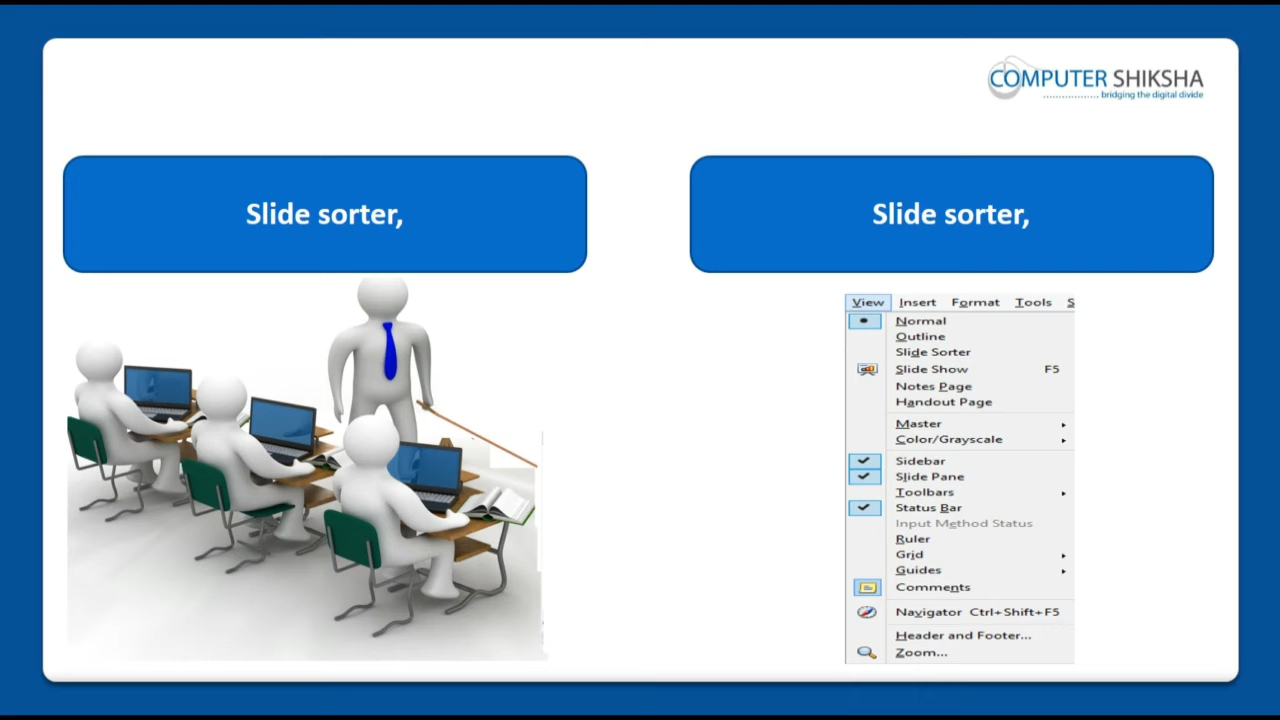 COMPUTER SHIKSHA
bridging the digital divide
Slide sorter,
Slide sorter,
View Insert Format Tools S
Normal
Outline
Slide Sorter
Slide Show F5
Notes Page
Handout Page
Master
Color/Grayscale
Sidebar
Slide Pane
Toolbars
Status Bar
Input Method Status
Ruler
Grid
Guides
Comments
Navigator Ctrl+Shift+F5
Header and Footer...
Zoom...